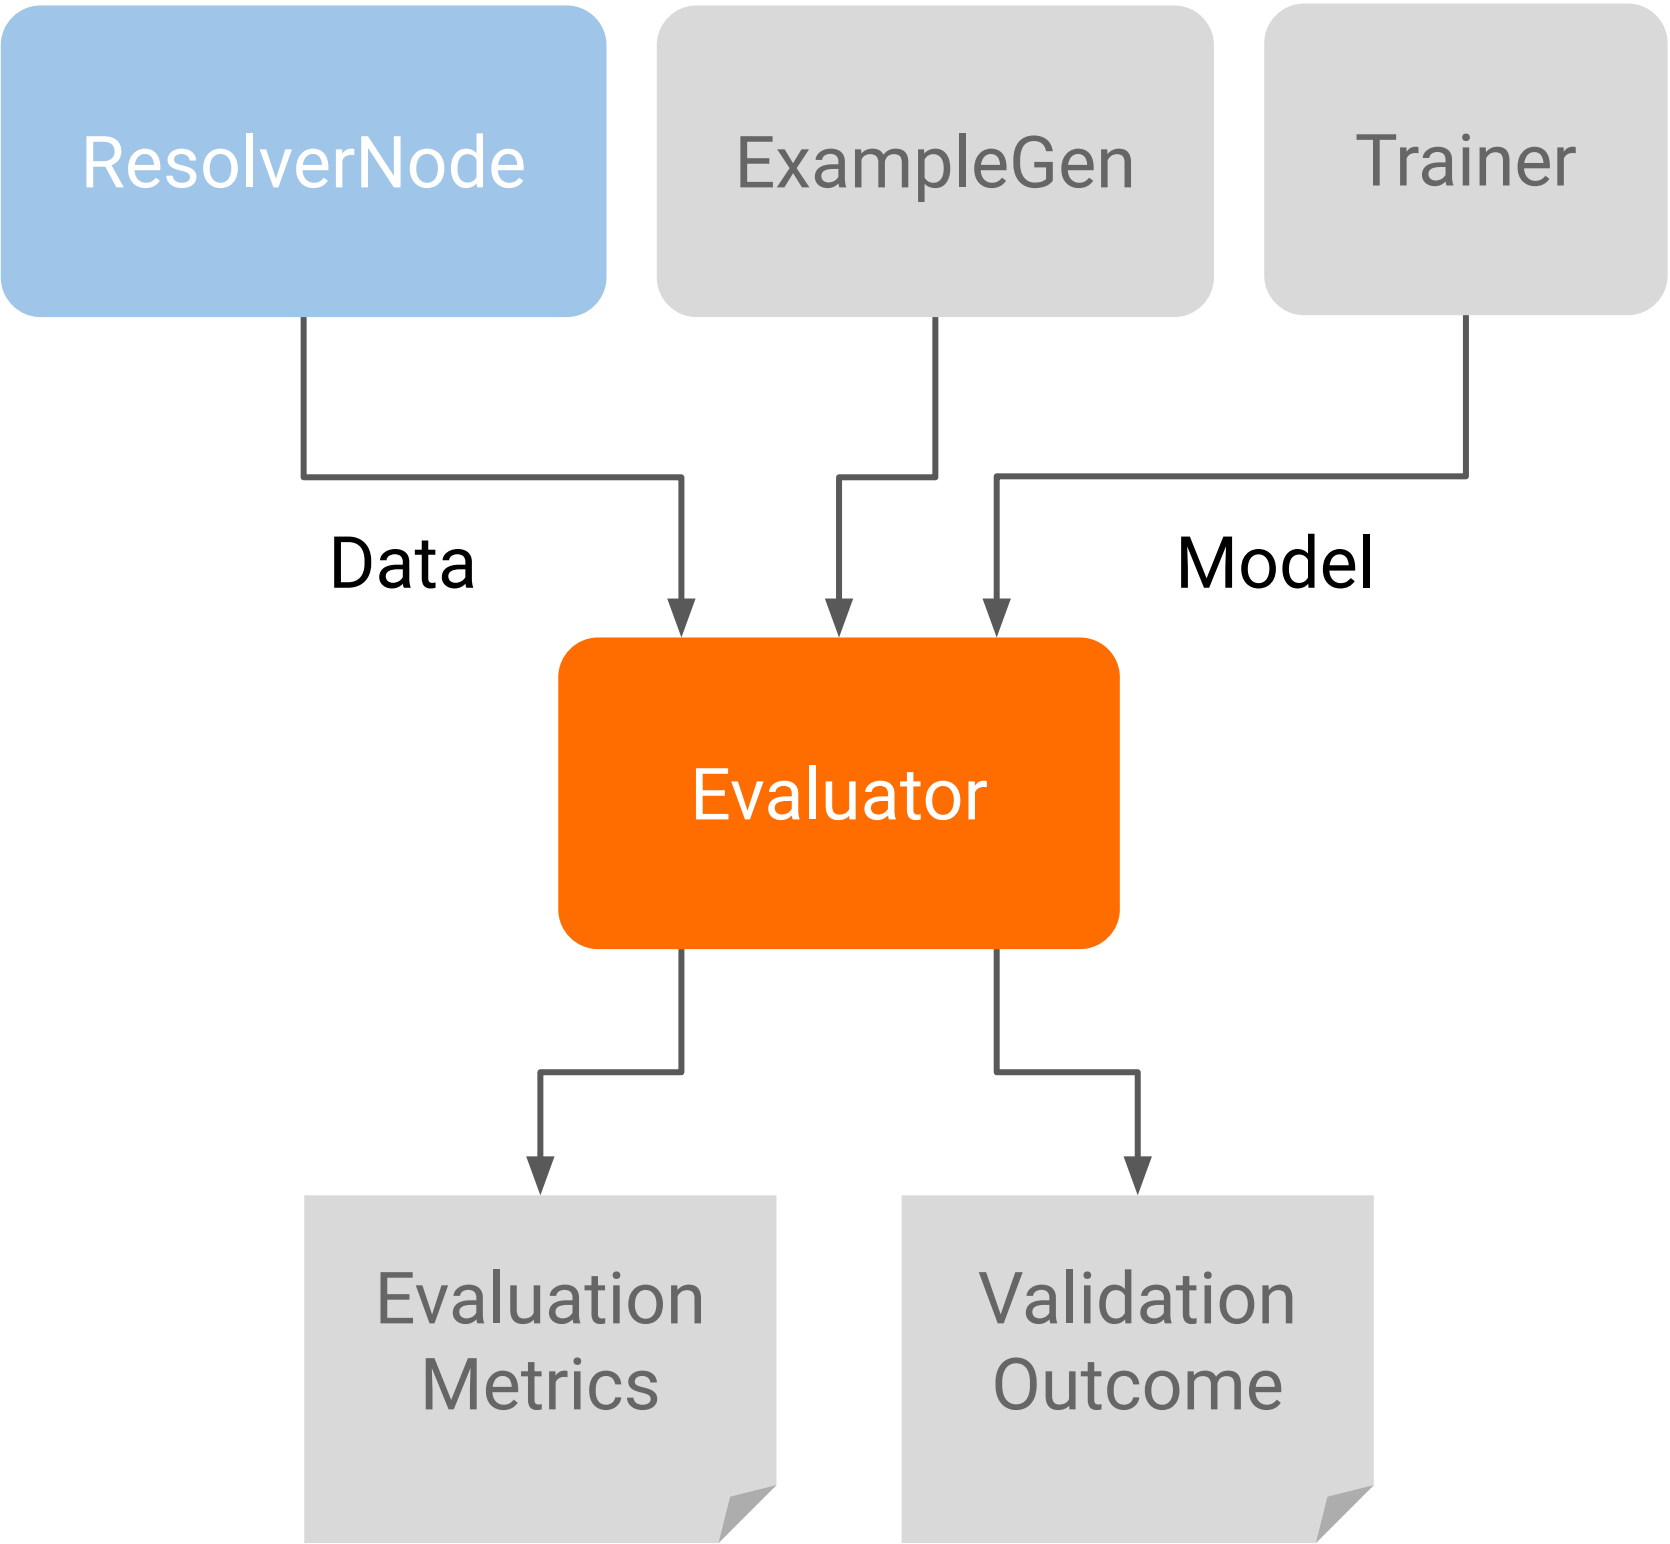 ResolverNode
ExampleGen
Trainer
Data
Model
Evaluator
Evaluation
Metrics
Validation
Outcome